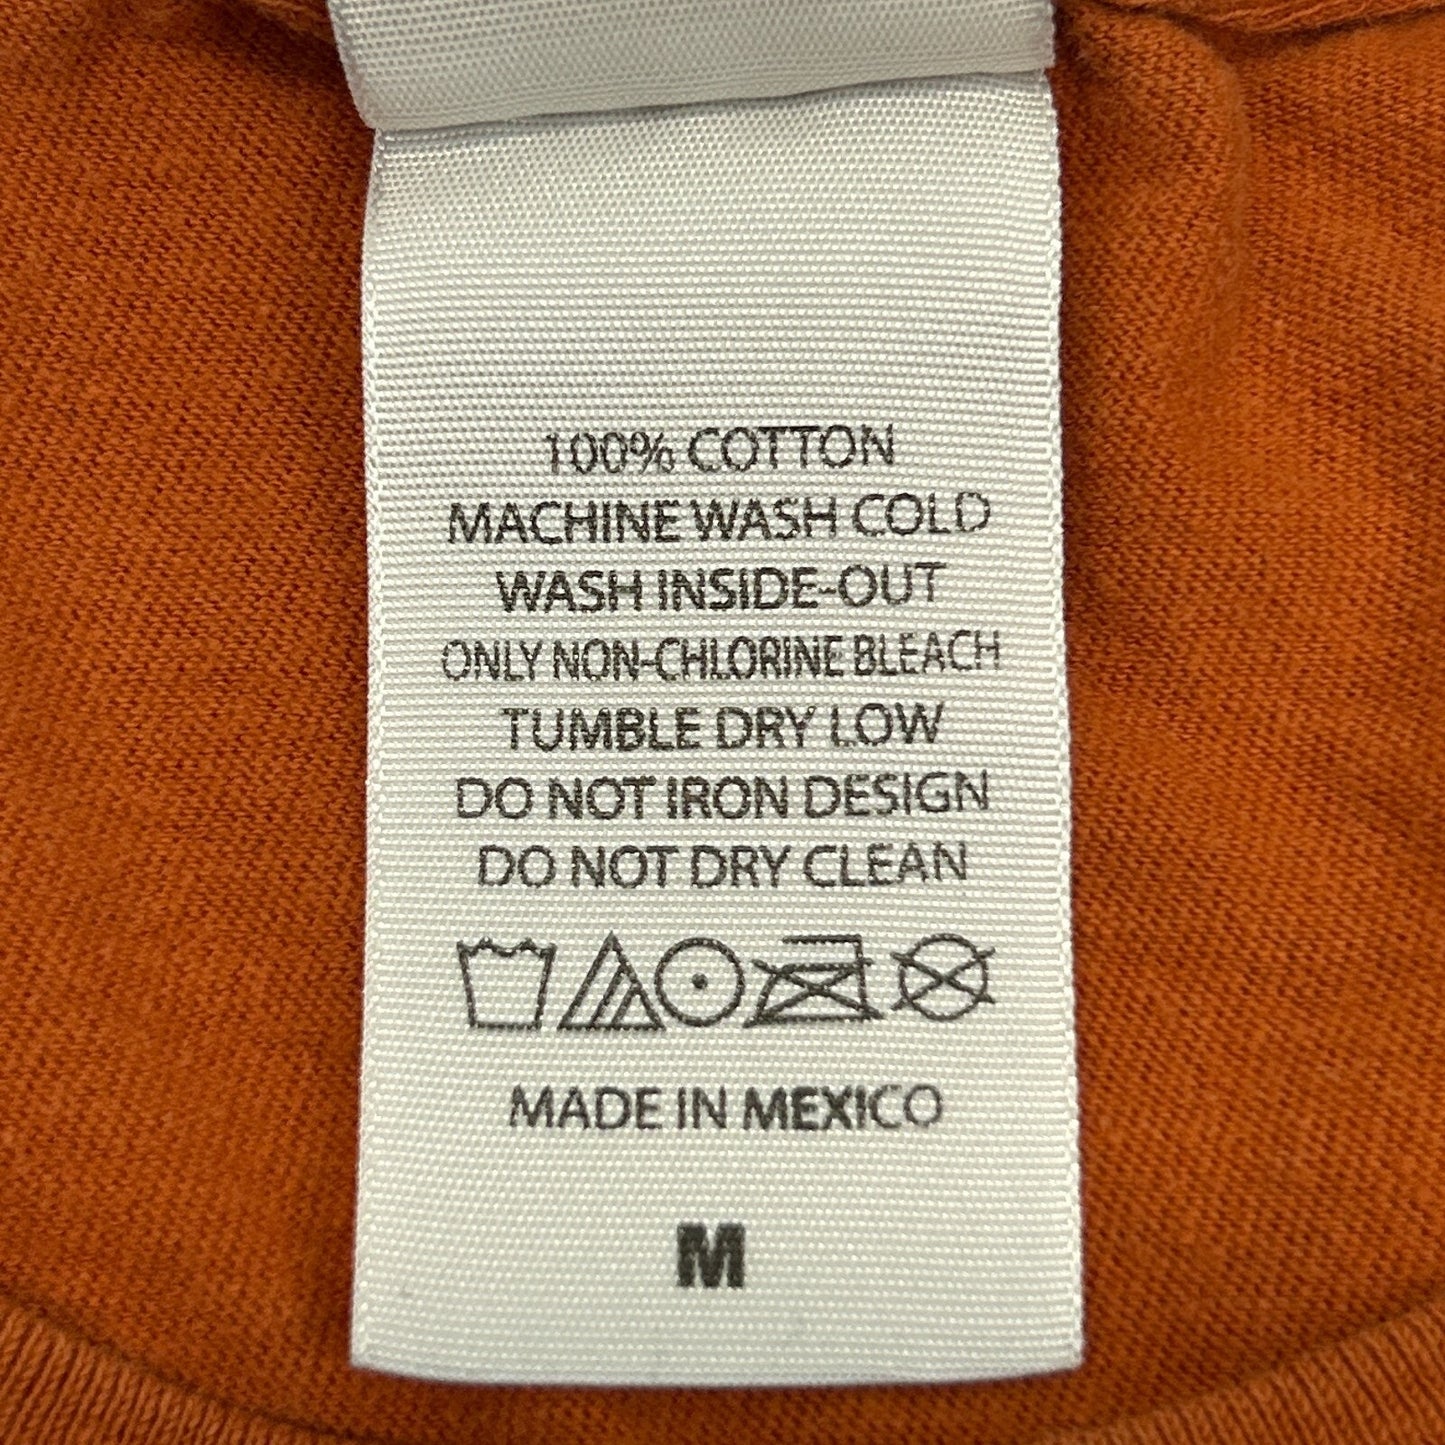 100% COTTON
MACHINE WASH COLD
WASH INSIDE-OUT
ONLY NON-CHLORINE BLEACH
TUMBLE DRY LOW
DO NOT IRON DESIGN
DO NOT DRY CLEAN
MADE IN MEXICO
M